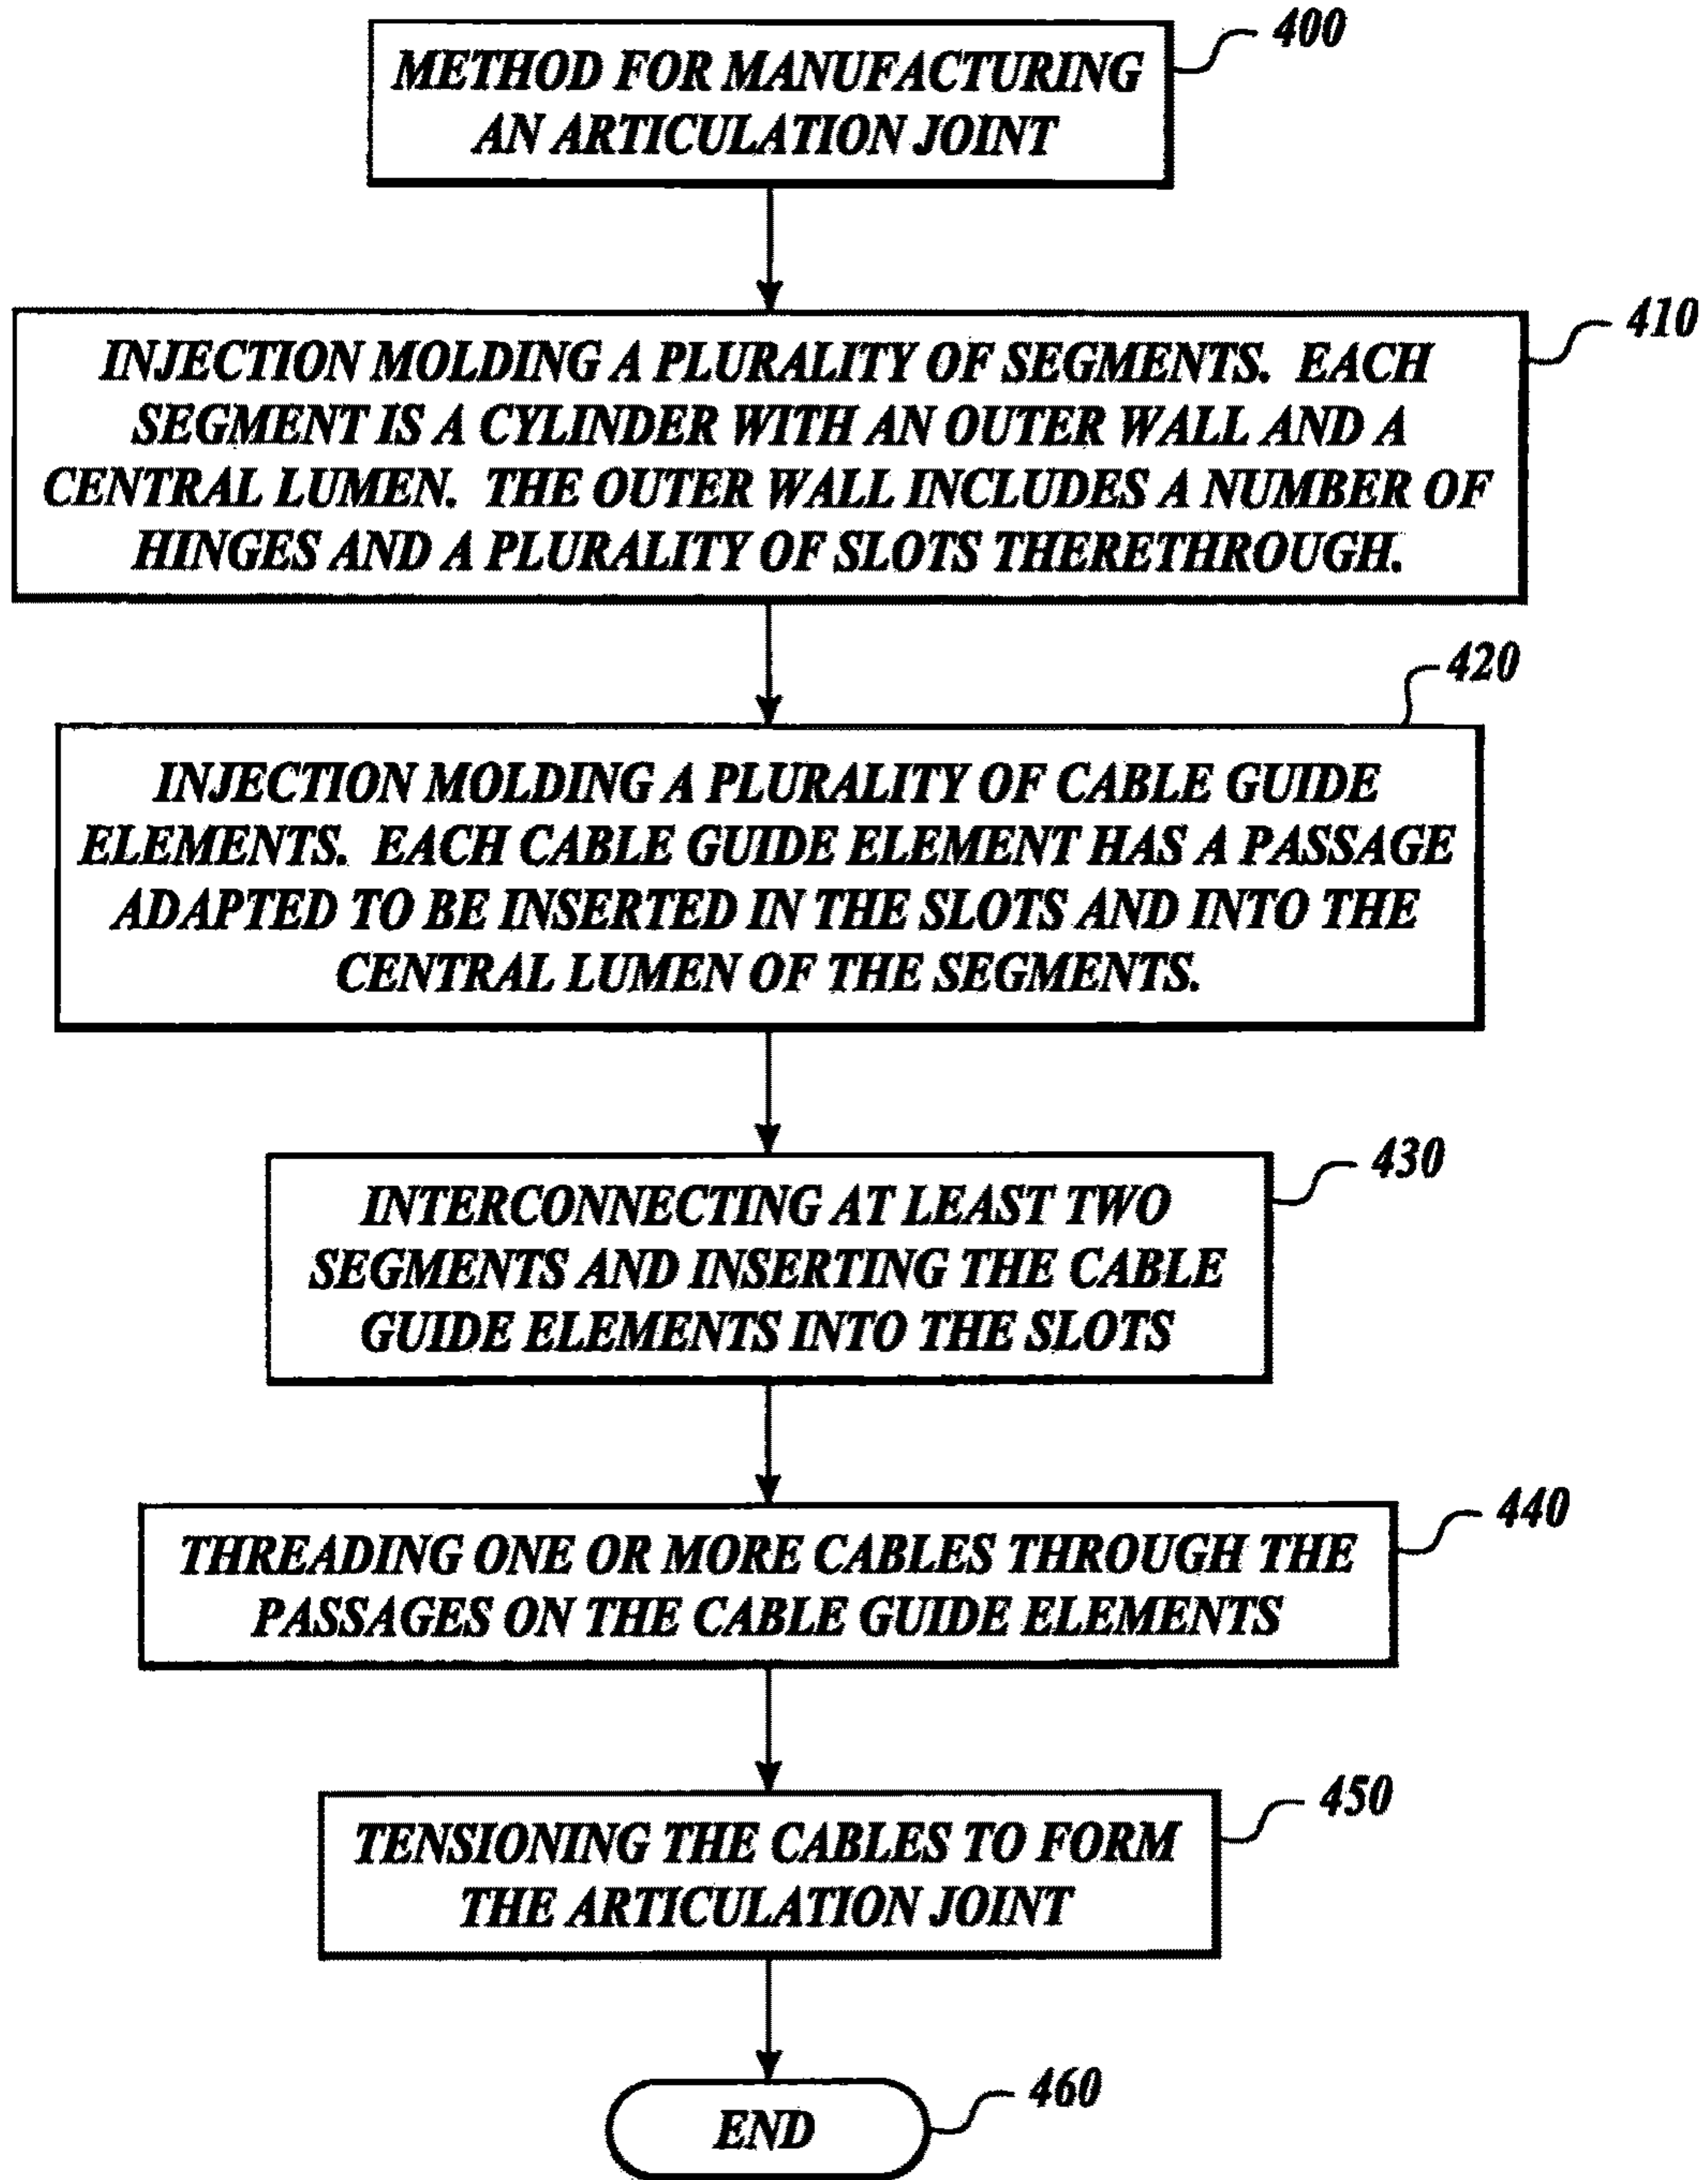 400
METHOD FOR MANUFACTURING
AN ARTICULATION JOINT
410
INJECTION MOLDING A PLURALITY OF SEGMENTS. EACH
SEGMENT IS A CYLINDER WITH AN OUTER WALL AND A
CENTRAL LUMEN. THE OUTER WALL INCLUDES A NUMBER OF
HINGES AND A PLURALITY OF SLOTS THERETHROUGH.
420
INJECTION MOLDING A PLURALITY OF CABLE GUIDE
ELEMENTS. EACH CABLE GUIDE ELEMENT HAS A PASSAGE
ADAPTED TO BE INSERTED IN THE SLOTS AND INTO THE
CENTRAL LUMEN OF THE SEGMENTS.
430
INTERCONNECTING AT LEAST TWO
SEGMENTS AND INSERTING THE CABLE
GUIDE ELEMENTS INTO THE SLOTS
440
THREADING ONE OR MORE CABLES THROUGH THE
PASSAGES ON THE CABLE GUIDE ELEMENTS
450
TENSIONING THE CABLES TO FORM
THE ARTICULATION JOINT
460
END